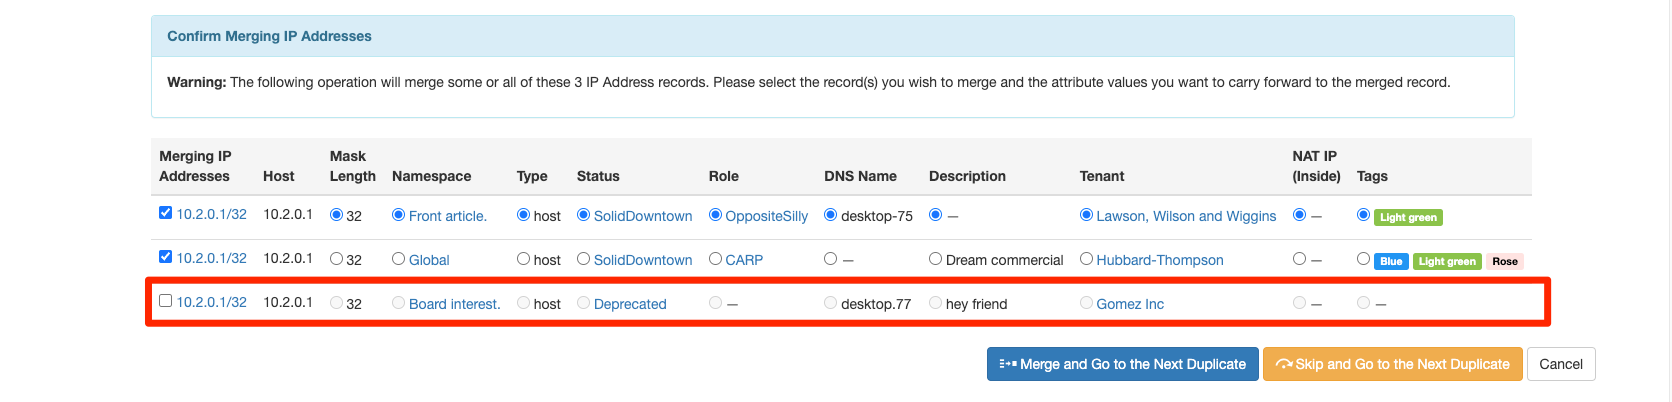 Confirm Merging IP Addresses
Warning: The following operation will merge some or all of these 3 IP Address records. Please select the record(s) you wish to merge and the attribute values you want to carry forward to the merged record.
Merging IP Addresses Host Mask Length Namespace Type Status Role DNS Name Description Tenant NAT IP (Inside) Tags
10.2.0.1/32 10.2.0.1 32 Front article. host SolidDowntown OppositeSilly desktop-75 — Lawson, Wilson and Wiggins — Light green
10.2.0.1/32 10.2.0.1 32 Global host SolidDowntown CARP — Dream commercial Hubbard-Thompson — Blue Light green Rose
10.2.0.1/32 10.2.0.1 32 Board interest. host Deprecated — desktop.77 hey friend Gomez Inc — —
Merge and Go to the Next Duplicate Skip and Go to the Next Duplicate Cancel